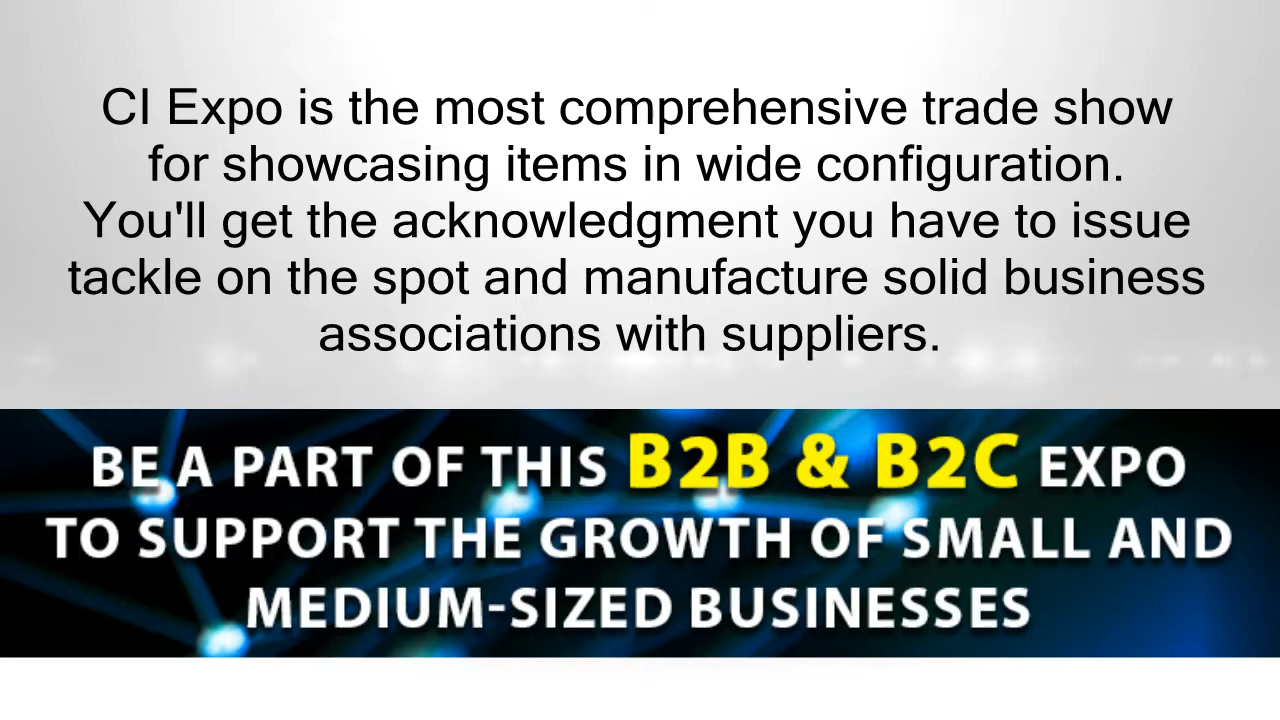 CI Expo is the most comprehensive trade show
for showcasing items in wide configuration.
You'll get the acknowledgment you have to issue
tackle on the spot and manufacture solid business
associations with suppliers.
BE A PART OF THIS B2B & B2C EXPO
TO SUPPORT THE GROWTH OF SMALL AND
MEDIUM-SIZED BUSINESSES